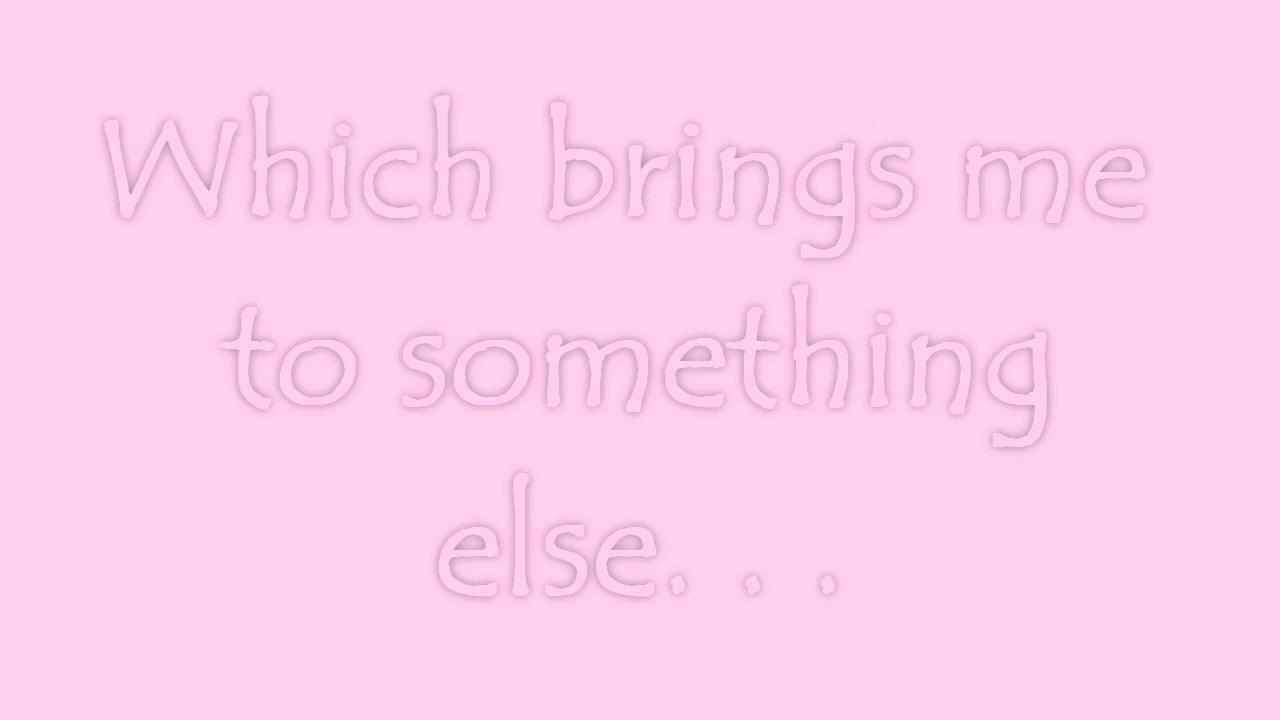 Which brings me
to something
else. . .